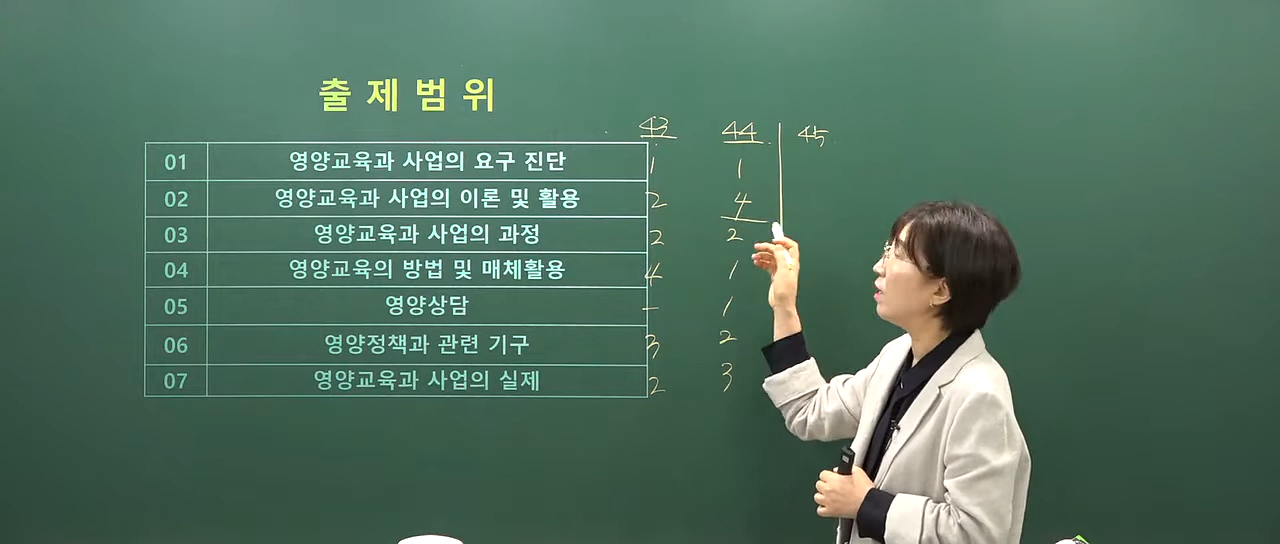 출제범위
43 44 45
01 영양교육과 사업의 요구 진단 1 1
02 영양교육과 사업의 이론 및 활용 2 4
03 영양교육과 사업의 과정 2 2
04 영양교육의 방법 및 매체활용 4 1
05 영양상담 - 1
06 영양정책과 관련 기구 3 2
07 영양교육과 사업의 실제 2 3